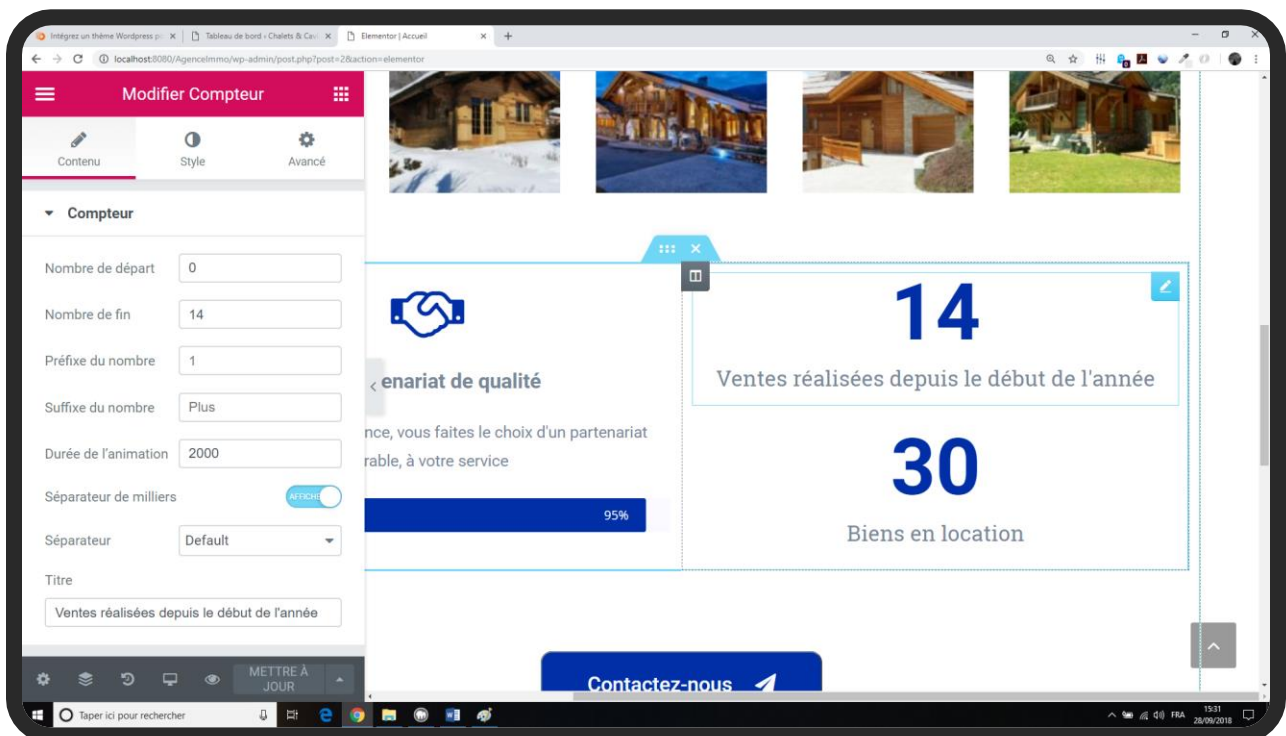 Intégrez un thème Wordpress po
Tableau de bord ‹ Chalets & Cavi
Elementor | Accueil
localhost:8080/AgenceImmo/wp-admin/post.php?post=2&action=elementor
Modifier Compteur
Contenu
Style
Avancé
Compteur
Nombre de départ 0
Nombre de fin 14
Préfixe du nombre 1
Suffixe du nombre Plus
Durée de l'animation 2000
Séparateur de milliers AFFICHE
Séparateur Default
Titre
Ventes réalisées depuis le début de l'année
METTRE À
JOUR
enariat de qualité
nce, vous faites le choix d'un partenariat
rable, à votre service
95%
14
Ventes réalisées depuis le début de l'année
30
Biens en location
Contactez-nous
Taper ici pour rechercher
FRA
15:31
28/09/2018